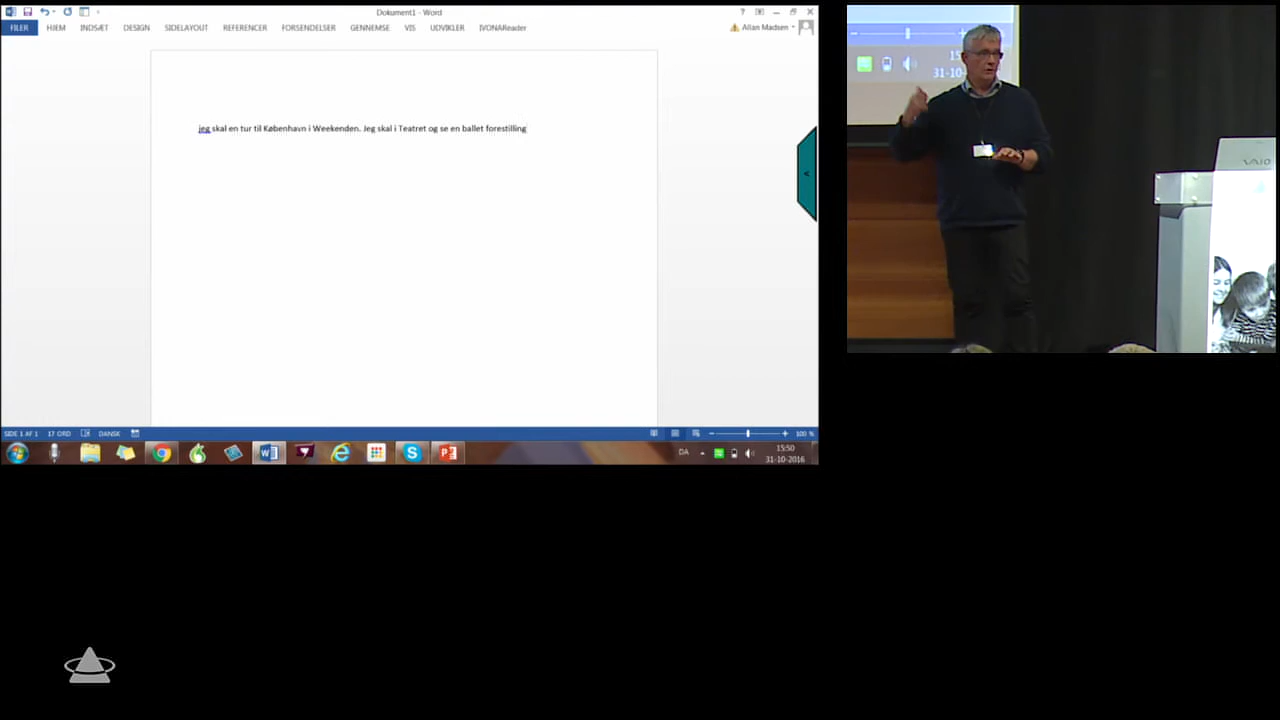 Dokument1 - Word
FILER HJEM INDSÆT DESIGN SIDELAYOUT REFERENCER FORSENDELSER GENNEMSE VIS UDVIKLER IVONAReader
Allan Madsen
jeg skal en tur til København i Weekenden. Jeg skal i Teatret og se en ballet forestilling
SIDE 1 AF 1 17 ORD DANSK 100 %
DA
15:50
31-10-2016
31-10
VAIO